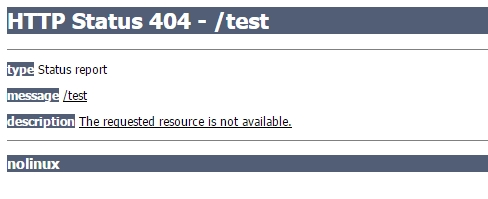 HTTP Status 404 - /test
type Status report
message /test
description The requested resource is not available.
nolinux